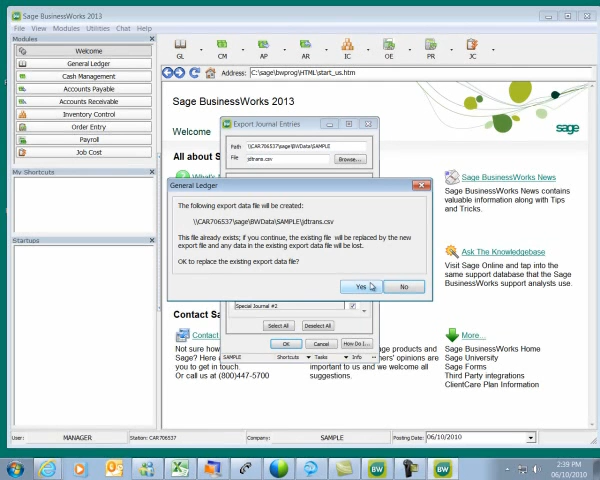 Sage BusinessWorks 2013
File View Modules Utilities Chat Help
Modules
Welcome
General Ledger
Cash Management
Accounts Payable
Accounts Receivable
Inventory Control
Order Entry
Payroll
Job Cost
My Shortcuts
Startups
GL CM AP AR IC OE PR JC
Address: C:\sage\bwprog\HTML\start_us.htm
Sage BusinessWorks 2013
sage
Welcome
All about S
What's
Export Journal Entries
Path \\CAR706537\sage\BWData\SAMPLE
File jdtrans.csv Browse...
General Ledger
The following export data file will be created:
\\CAR706537\sage\BWData\SAMPLE\jdtrans.csv
This file already exists; if you continue, the existing file will be replaced by the new
export file and any data in the existing export data file will be lost.
OK to replace the existing export data file?
Yes No
Special Journal #2
Select All Deselect All
OK Cancel How Do I...
SAMPLE Shortcuts Tasks Info
Sage BusinessWorks News
Sage BusinessWorks News contains
valuable information along with Tips
and Tricks.
Ask The Knowledgebase
Visit Sage Online and tap into the
same support database that the Sage
BusinessWorks support analysts use.
Contact Sa
Contact
Not sure how
Sage? Here a
you to get in touch.
Or call us at (800)447-5700
ge products and
ners' opinions are
important to us and we welcome all
suggestions.
More...
Sage BusinessWorks Home
Sage University
Sage Forms
Third Party integrations
ClientCare Plan Information
User: MANAGER Station: CAR706537 Company: SAMPLE Posting Date: 06/10/2010
BW BW
2:39 PM
06/10/2010